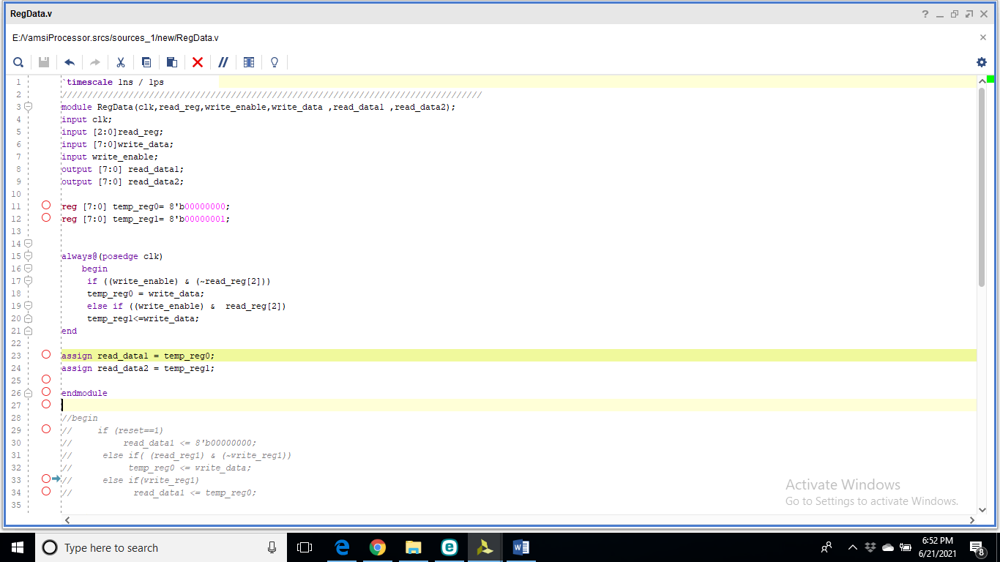 RegData.v
E:/VamsiProcessor.srcs/sources_1/new/RegData.v
1 `timescale 1ns / 1ps
2 //////////////////////////////////////////////////////////////////////////////////
3 module RegData(clk,read_reg,write_enable,write_data ,read_data1 ,read_data2);
4 input clk;
5 input [2:0]read_reg;
6 input [7:0]write_data;
7 input write_enable;
8 output [7:0] read_data1;
9 output [7:0] read_data2;
10
11 reg [7:0] temp_reg0= 8'b00000000;
12 reg [7:0] temp_reg1= 8'b00000001;
13
14
15 always@(posedge clk)
16 begin
17 if ((write_enable) & (~read_reg[2]))
18 temp_reg0 = write_data;
19 else if ((write_enable) & read_reg[2])
20 temp_reg1<=write_data;
21 end
22
23 assign read_data1 = temp_reg0;
24 assign read_data2 = temp_reg1;
25
26 endmodule
27
28 //begin
29 // if (reset==1)
30 // read_data1 <= 8'b00000000;
31 // else if( (read_reg1) & (~write_reg1))
32 // temp_reg0 <= write_data;
33 // else if(write_reg1)
34 // read_data1 <= temp_reg0;
35
Activate Windows
Go to Settings to activate Windows.
Type here to search
6:52 PM
6/21/2021
8